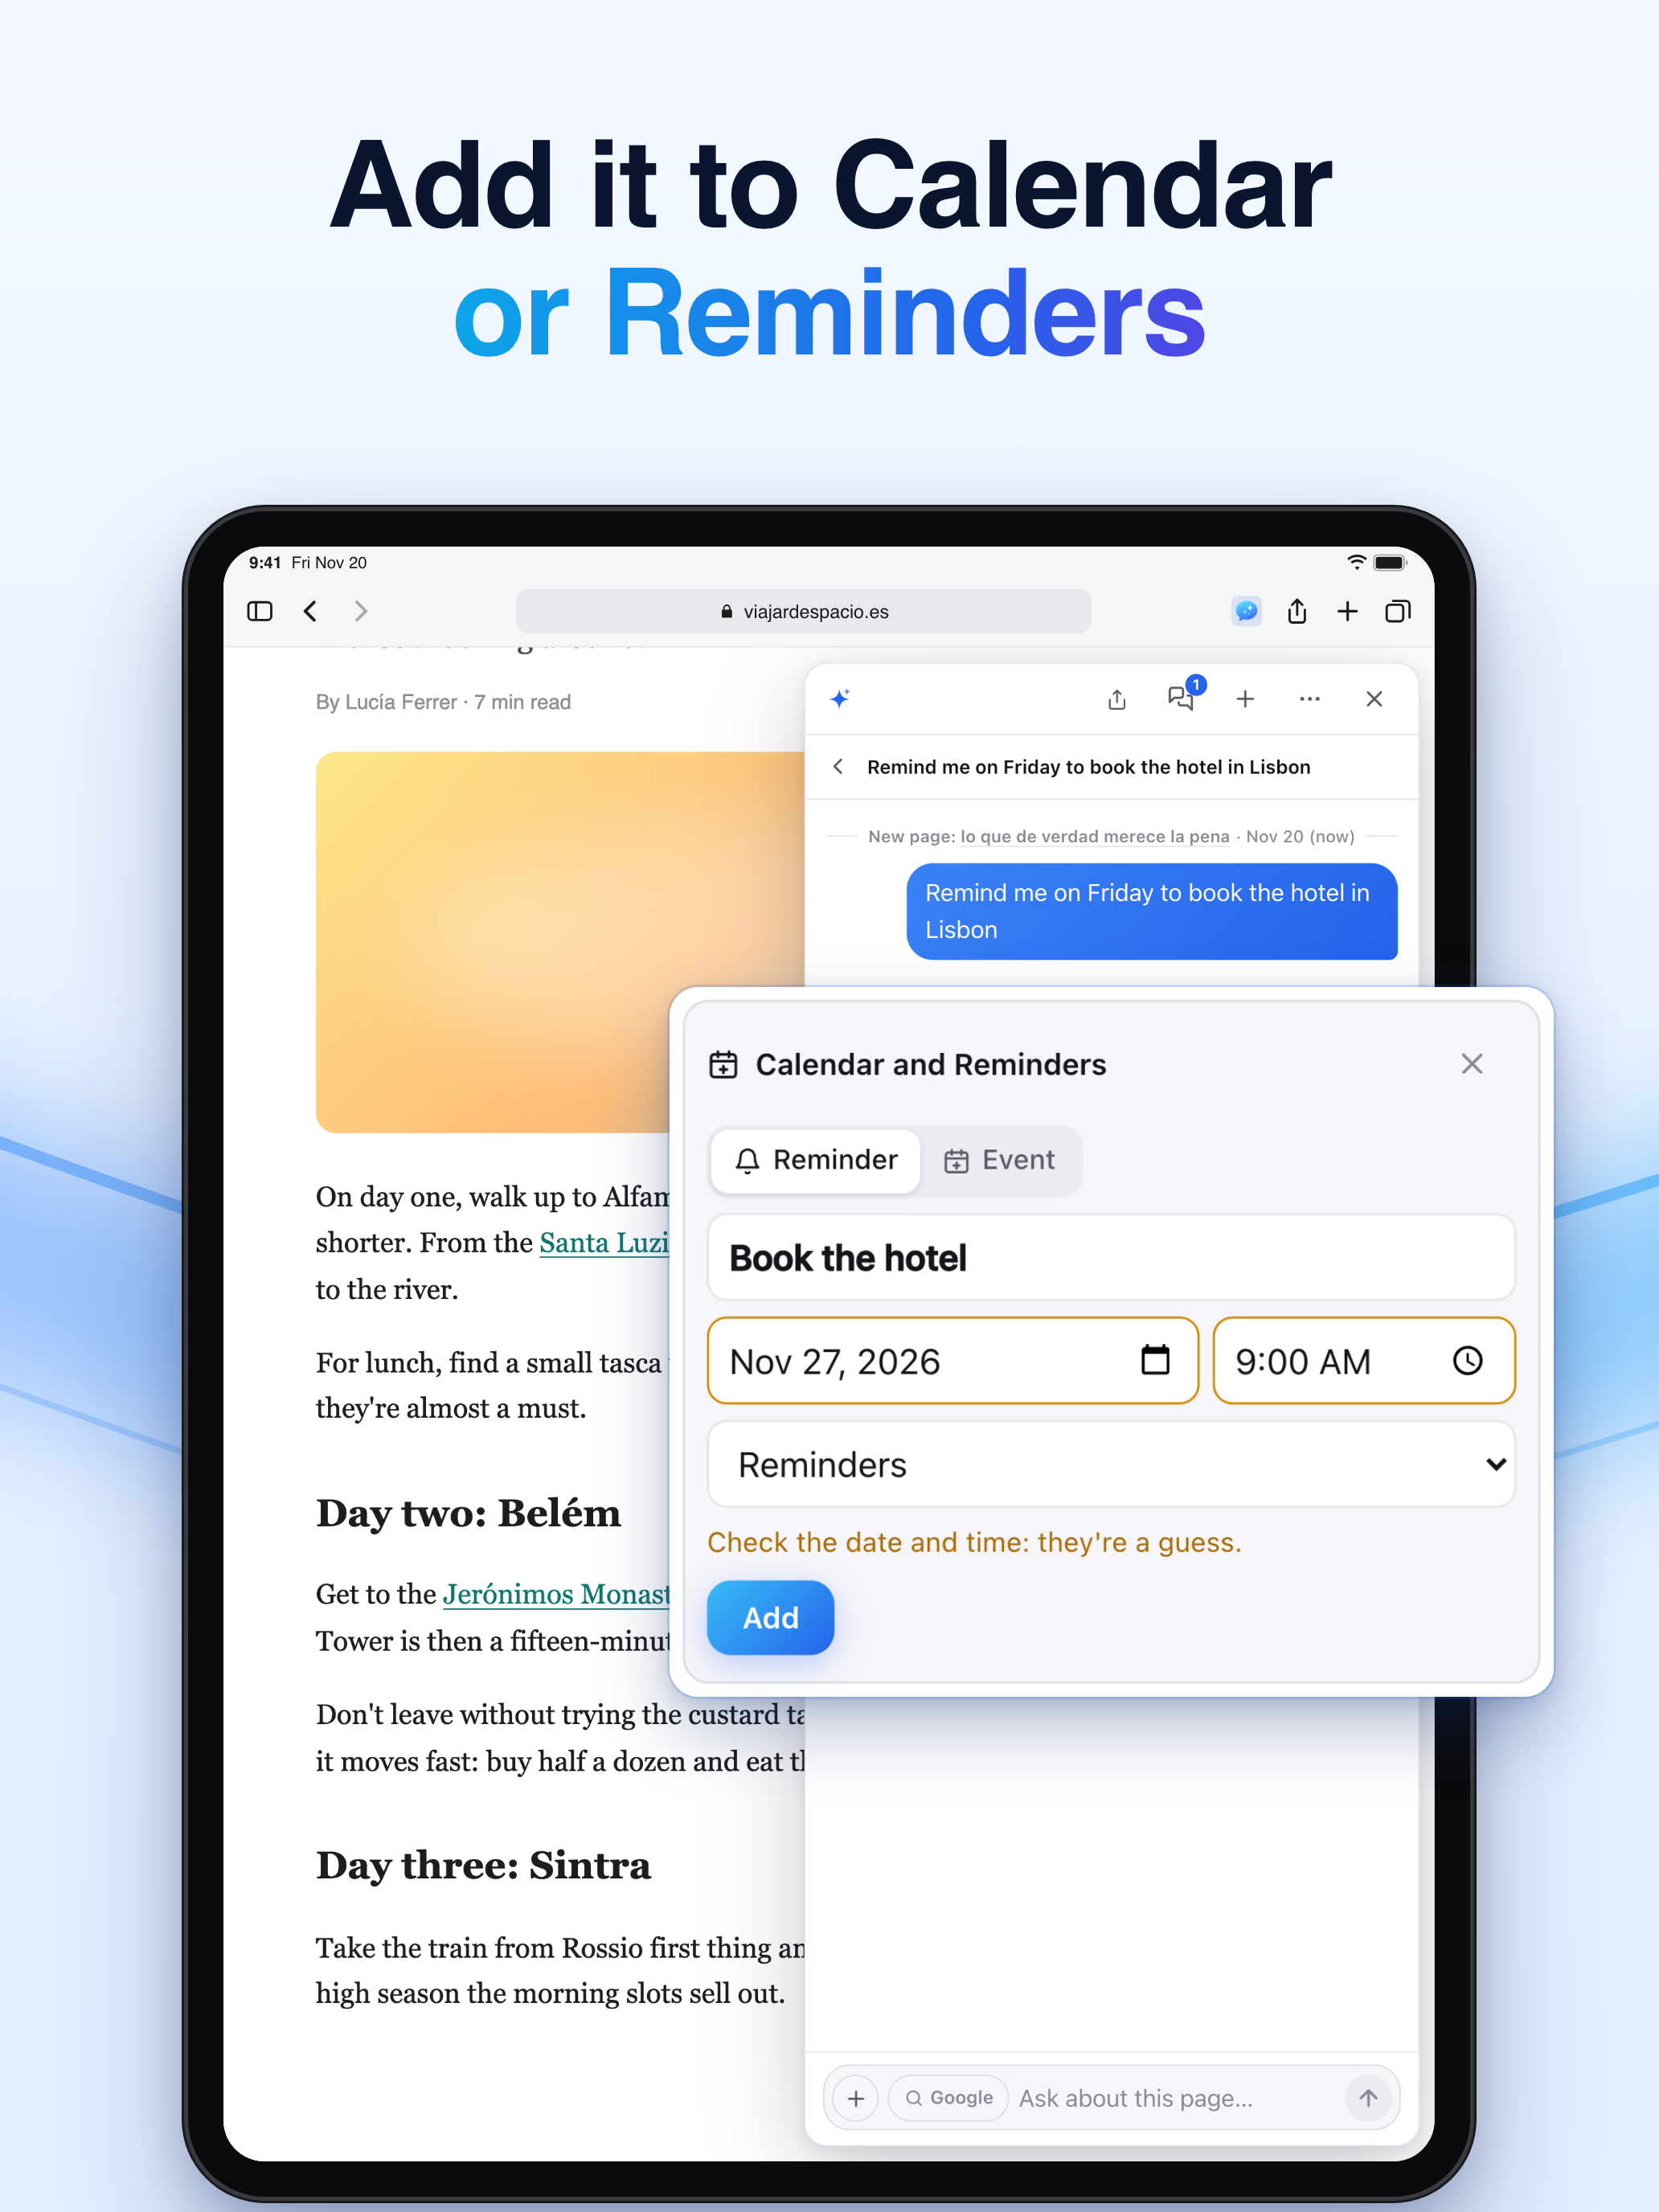 Add it to Calendar
or Reminders
9:41 Fri Nov 20
viajardespacio.es
By Lucía Ferrer · 7 min read
1
Remind me on Friday to book the hotel in Lisbon
New page: lo que de verdad merece la pena · Nov 20 (now)
Remind me on Friday to book the hotel in
Lisbon
Calendar and Reminders
Reminder
Event
Book the hotel
Nov 27, 2026
9:00 AM
Reminders
Check the date and time: they're a guess.
Add
On day one, walk up to
shorter. From the Santa
to the river.
For lunch, find a small tasca
they're almost a must.
Day two: Belém
Get to the Jerónimos
Tower is then a
Don't leave without trying the custard
it moves fast: buy half a dozen and eat
Day three: Sintra
Take the train from Rossio first thing
high season the morning slots sell out.
Google
Ask about this page...